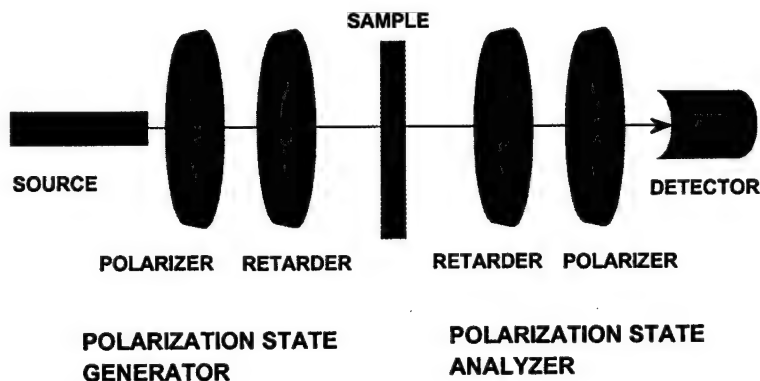 SAMPLE
SOURCE
DETECTOR
POLARIZER RETARDER
RETARDER POLARIZER
POLARIZATION STATE
GENERATOR
POLARIZATION STATE
ANALYZER